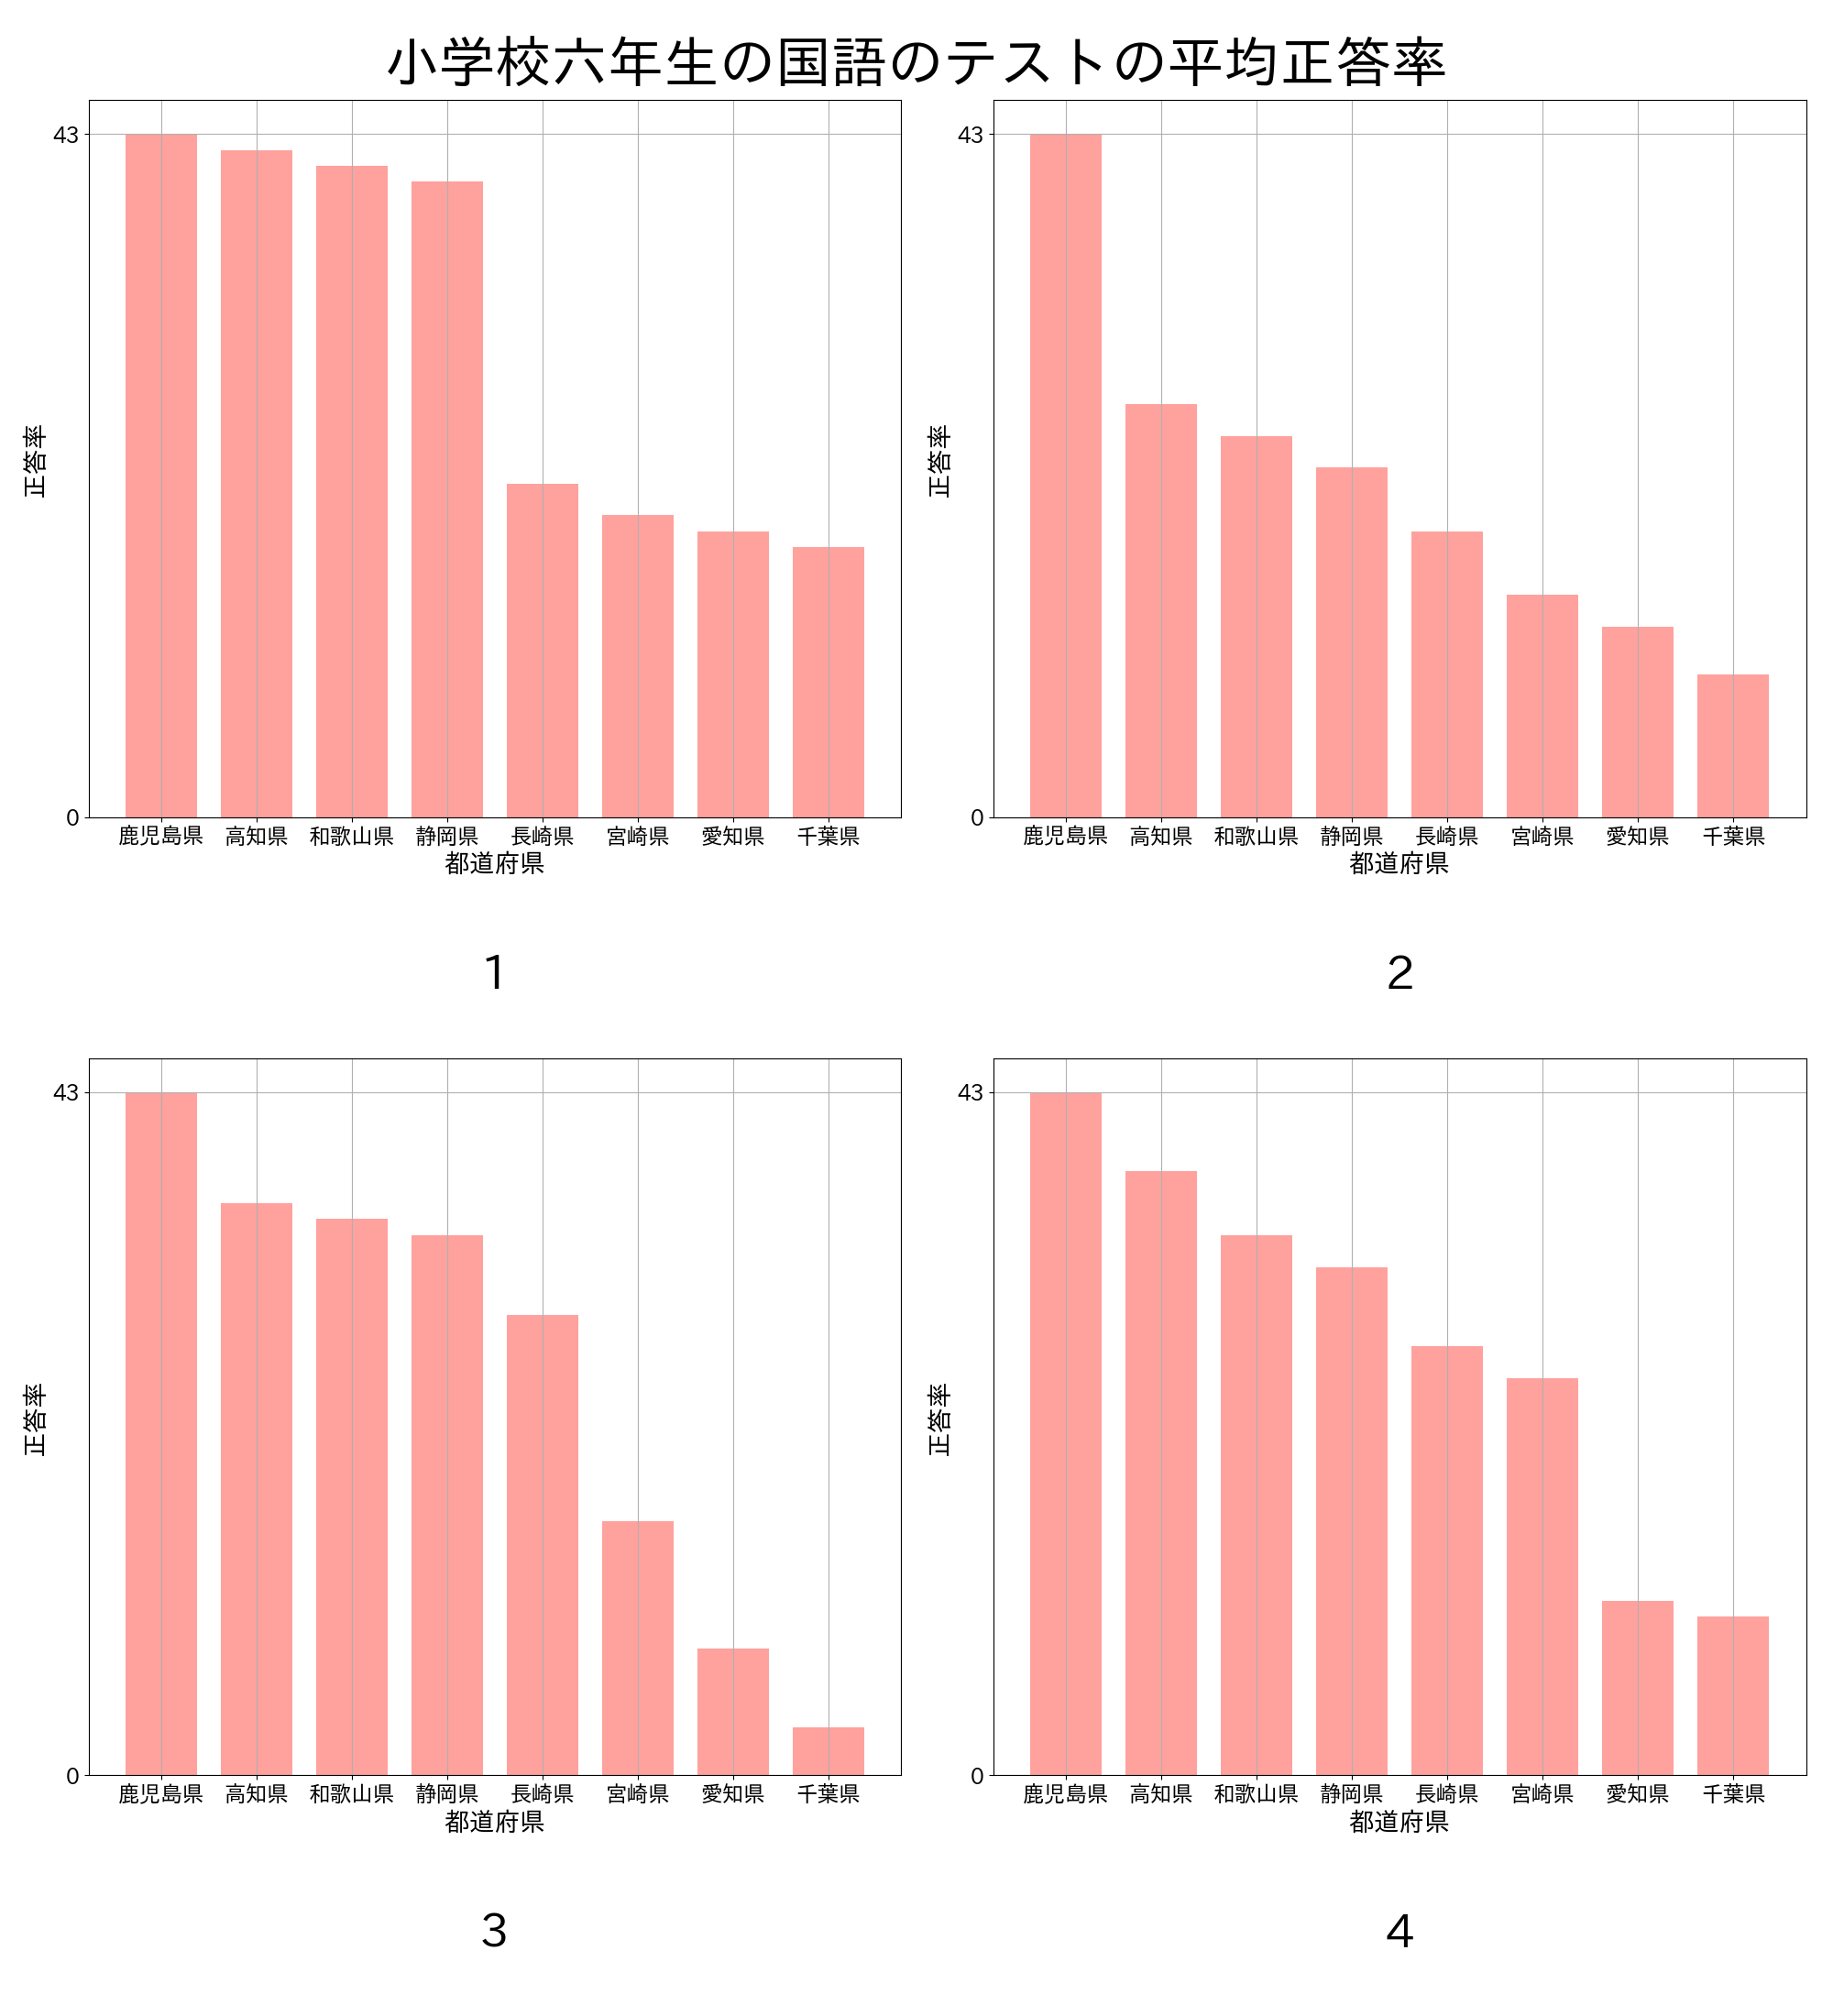 小学校六年生の国語のテストの平均正答率
43
0
正答率
鹿児島県 高知県 和歌山県 静岡県 長崎県 宮崎県 愛知県 千葉県
都道府県
1
43
0
正答率
鹿児島県 高知県 和歌山県 静岡県 長崎県 宮崎県 愛知県 千葉県
都道府県
2
43
0
正答率
鹿児島県 高知県 和歌山県 静岡県 長崎県 宮崎県 愛知県 千葉県
都道府県
3
43
0
正答率
鹿児島県 高知県 和歌山県 静岡県 長崎県 宮崎県 愛知県 千葉県
都道府県
4